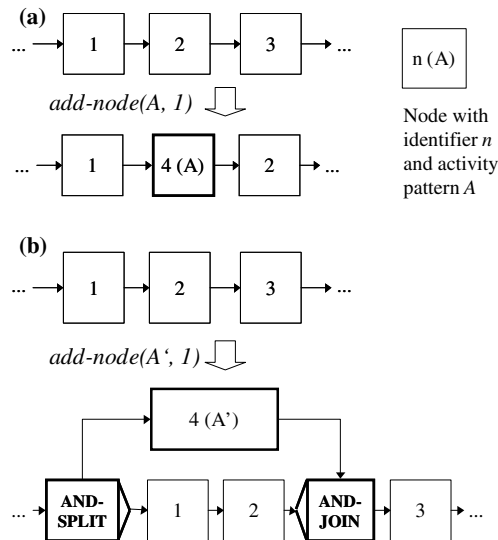 (a)
... 1 2 3 ...
n (A)
add-node(A, 1)
Node with
identifier n
and activity
pattern A
... 1 4 (A) 2 ...
(b)
... 1 2 3 ...
add-node(A‘, 1)
4 (A’)
... AND-
SPLIT 1 2 AND-
JOIN 3 ...